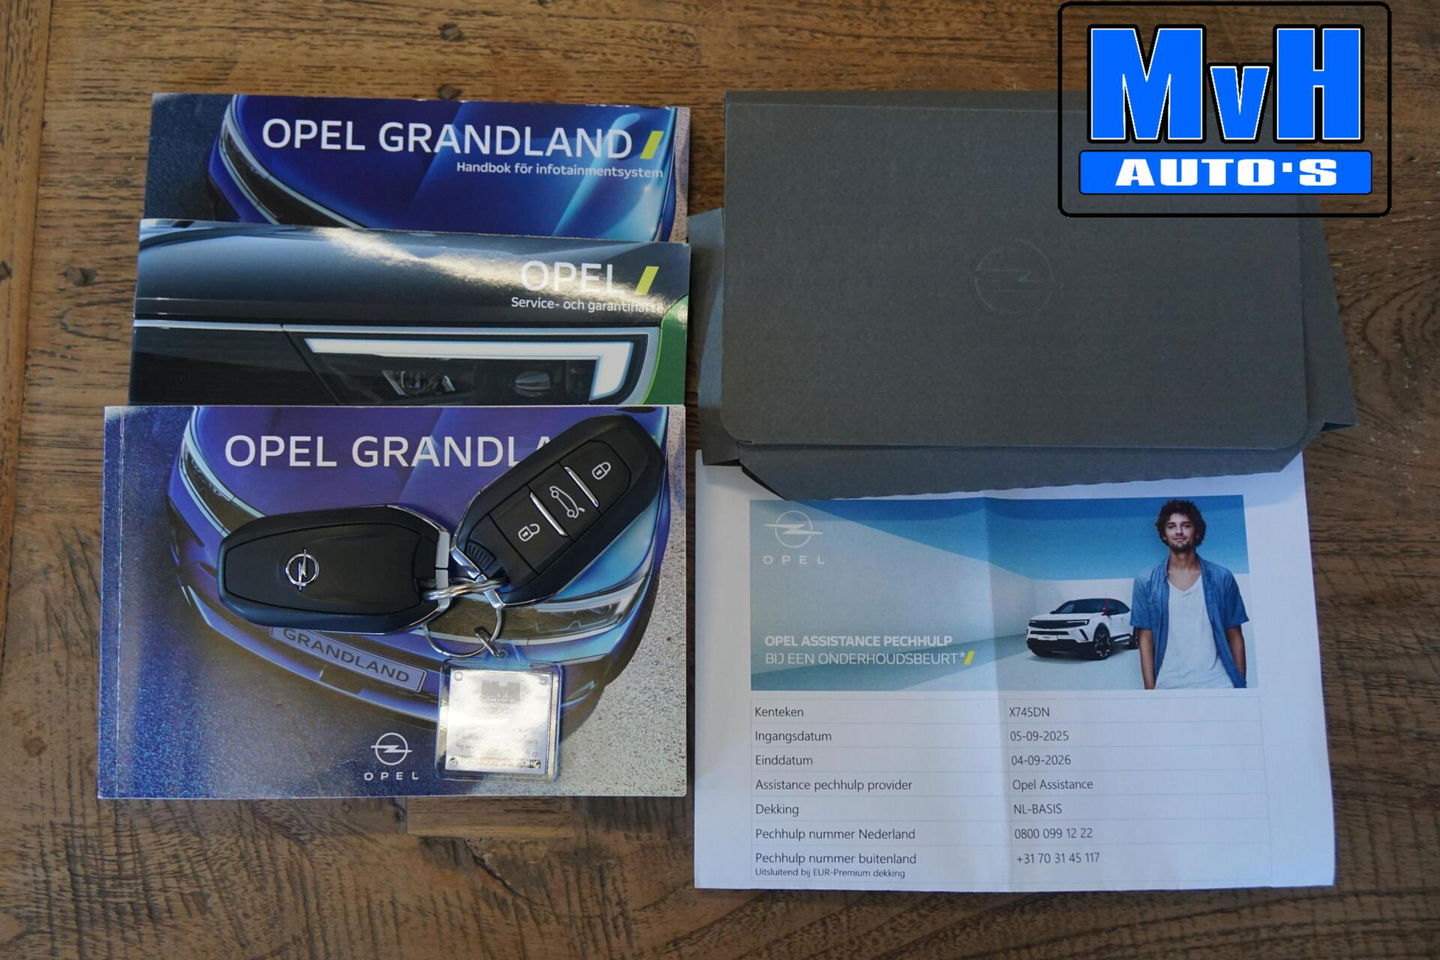 MvH
AUTO'S
OPEL GRANDLAND
Handbok för infotainmentsystem
OPEL
Service- och garantihäfte
OPEL GRANDLA
GRANDLAND
OPEL
MvH
OPEL
OPEL ASSISTANCE PECHHULP
BIJ EEN ONDERHOUDSBEURT*
Kenteken X745DN
Ingangsdatum 05-09-2025
Einddatum 04-09-2026
Assistance pechhulp provider Opel Assistance
Dekking NL-BASIS
Pechhulp nummer Nederland 0800 099 12 22
Pechhulp nummer buitenland +31 70 31 45 117
Uitsluitend bij EUR-Premium dekking